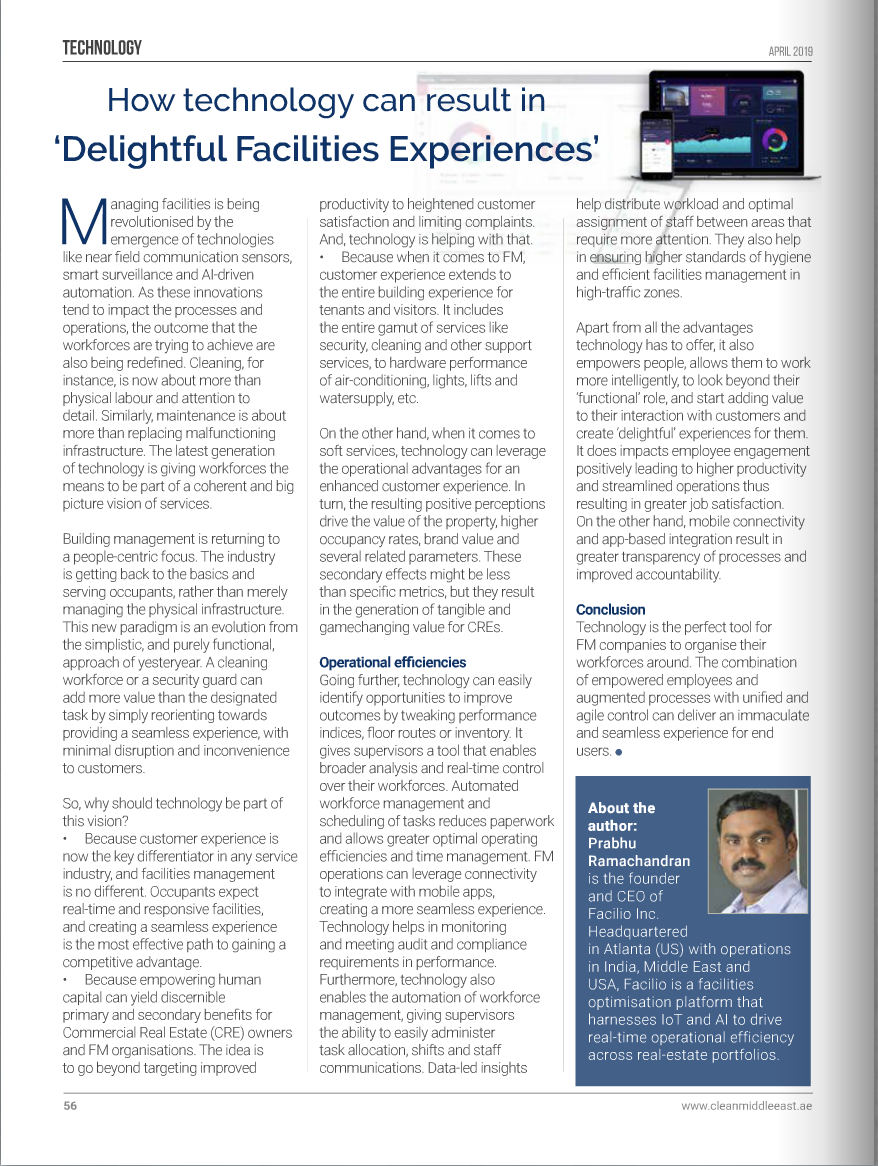 TECHNOLOGY
APRIL 2019
How technology can result in
‘Delightful Facilities Experiences’
Managing facilities is being
revolutionised by the
emergence of technologies
like near field communication sensors,
smart surveillance and AI-driven
automation. As these innovations
tend to impact the processes and
operations, the outcome that the
workforces are trying to achieve are
also being redefined. Cleaning, for
instance, is now about more than
physical labour and attention to
detail. Similarly, maintenance is about
more than replacing malfunctioning
infrastructure. The latest generation
of technology is giving workforces the
means to be part of a coherent and big
picture vision of services.
Building management is returning to
a people-centric focus. The industry
is getting back to the basics and
serving occupants, rather than merely
managing the physical infrastructure.
This new paradigm is an evolution from
the simplistic, and purely functional,
approach of yesteryear. A cleaning
workforce or a security guard can
add more value than the designated
task by simply reorienting towards
providing a seamless experience, with
minimal disruption and inconvenience
to customers.
So, why should technology be part of
this vision?
• Because customer experience is
now the key differentiator in any service
industry, and facilities management
is no different. Occupants expect
real-time and responsive facilities,
and creating a seamless experience
is the most effective path to gaining a
competitive advantage.
• Because empowering human
capital can yield discernible
primary and secondary benefits for
Commercial Real Estate (CRE) owners
and FM organisations. The idea is
to go beyond targeting improved
productivity to heightened customer
satisfaction and limiting complaints.
And, technology is helping with that.
• Because when it comes to FM,
customer experience extends to
the entire building experience for
tenants and visitors. It includes
the entire gamut of services like
security, cleaning and other support
services, to hardware performance
of air-conditioning, lights, lifts and
watersupply, etc.
On the other hand, when it comes to
soft services, technology can leverage
the operational advantages for an
enhanced customer experience. In
turn, the resulting positive perceptions
drive the value of the property, higher
occupancy rates, brand value and
several related parameters. These
secondary effects might be less
than specific metrics, but they result
in the generation of tangible and
gamechanging value for CREs.
Operational efficiencies
Going further, technology can easily
identify opportunities to improve
outcomes by tweaking performance
indices, floor routes or inventory. It
gives supervisors a tool that enables
broader analysis and real-time control
over their workforces. Automated
workforce management and
scheduling of tasks reduces paperwork
and allows greater optimal operating
efficiencies and time management. FM
operations can leverage connectivity
to integrate with mobile apps,
creating a more seamless experience.
Technology helps in monitoring
and meeting audit and compliance
requirements in performance.
Furthermore, technology also
enables the automation of workforce
management, giving supervisors
the ability to easily administer
task allocation, shifts and staff
communications. Data-led insights
help distribute workload and optimal
assignment of staff between areas that
require more attention. They also help
in ensuring higher standards of hygiene
and efficient facilities management in
high-traffic zones.
Apart from all the advantages
technology has to offer, it also
empowers people, allows them to work
more intelligently, to look beyond their
‘functional’ role, and start adding value
to their interaction with customers and
create ‘delightful’ experiences for them.
It does impacts employee engagement
positively leading to higher productivity
and streamlined operations thus
resulting in greater job satisfaction.
On the other hand, mobile connectivity
and app-based integration result in
greater transparency of processes and
improved accountability.
Conclusion
Technology is the perfect tool for
FM companies to organise their
workforces around. The combination
of empowered employees and
augmented processes with unified and
agile control can deliver an immaculate
and seamless experience for end
users.
About the
author:
Prabhu
Ramachandran
is the founder
and CEO of
Facilio Inc.
Headquartered
in Atlanta (US) with operations
in India, Middle East and
USA, Facilio is a facilities
optimisation platform that
harnesses IoT and AI to drive
real-time operational efficiency
across real-estate portfolios.
56
www.cleanmiddleeast.ae